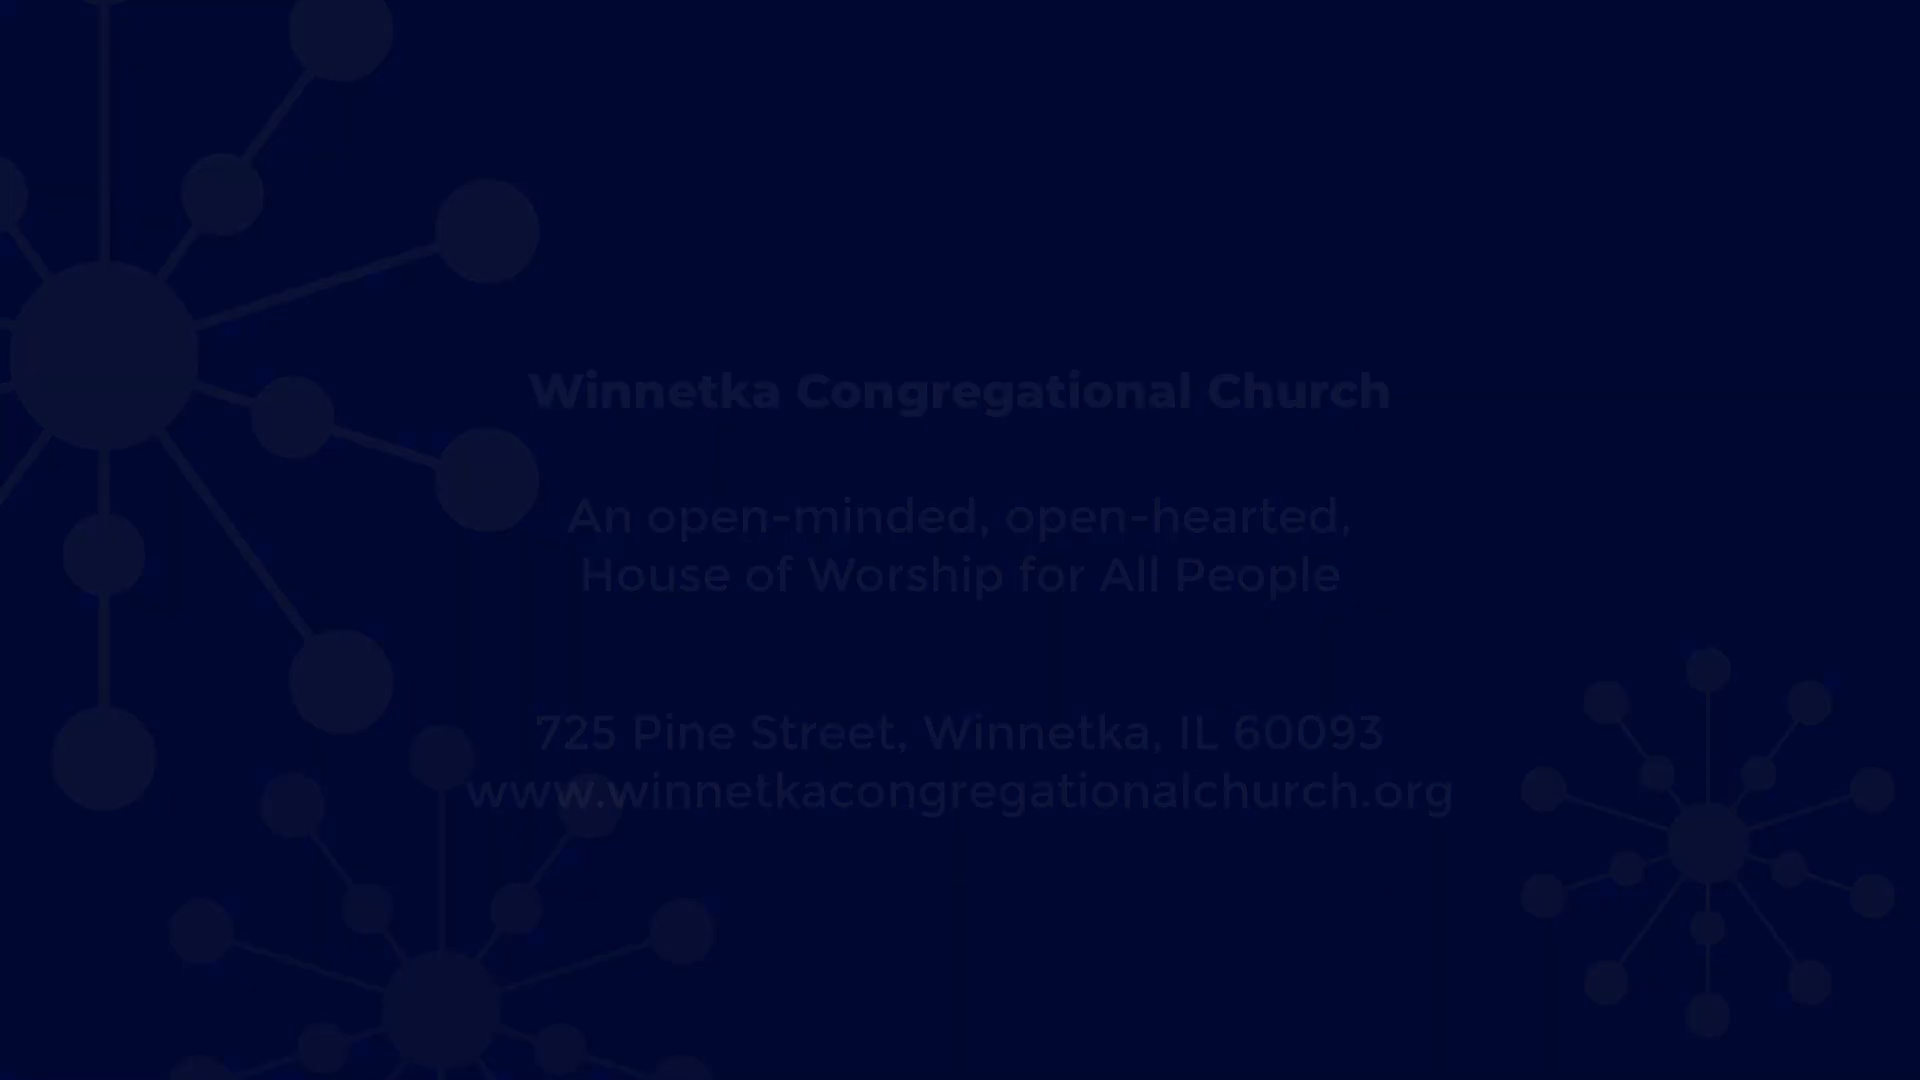 Winnetka Congregational Church
An open-minded, open-hearted,
House of Worship for All People
725 Pine Street, Winnetka, IL 60093
www.winnetkacongregationalchurch.org